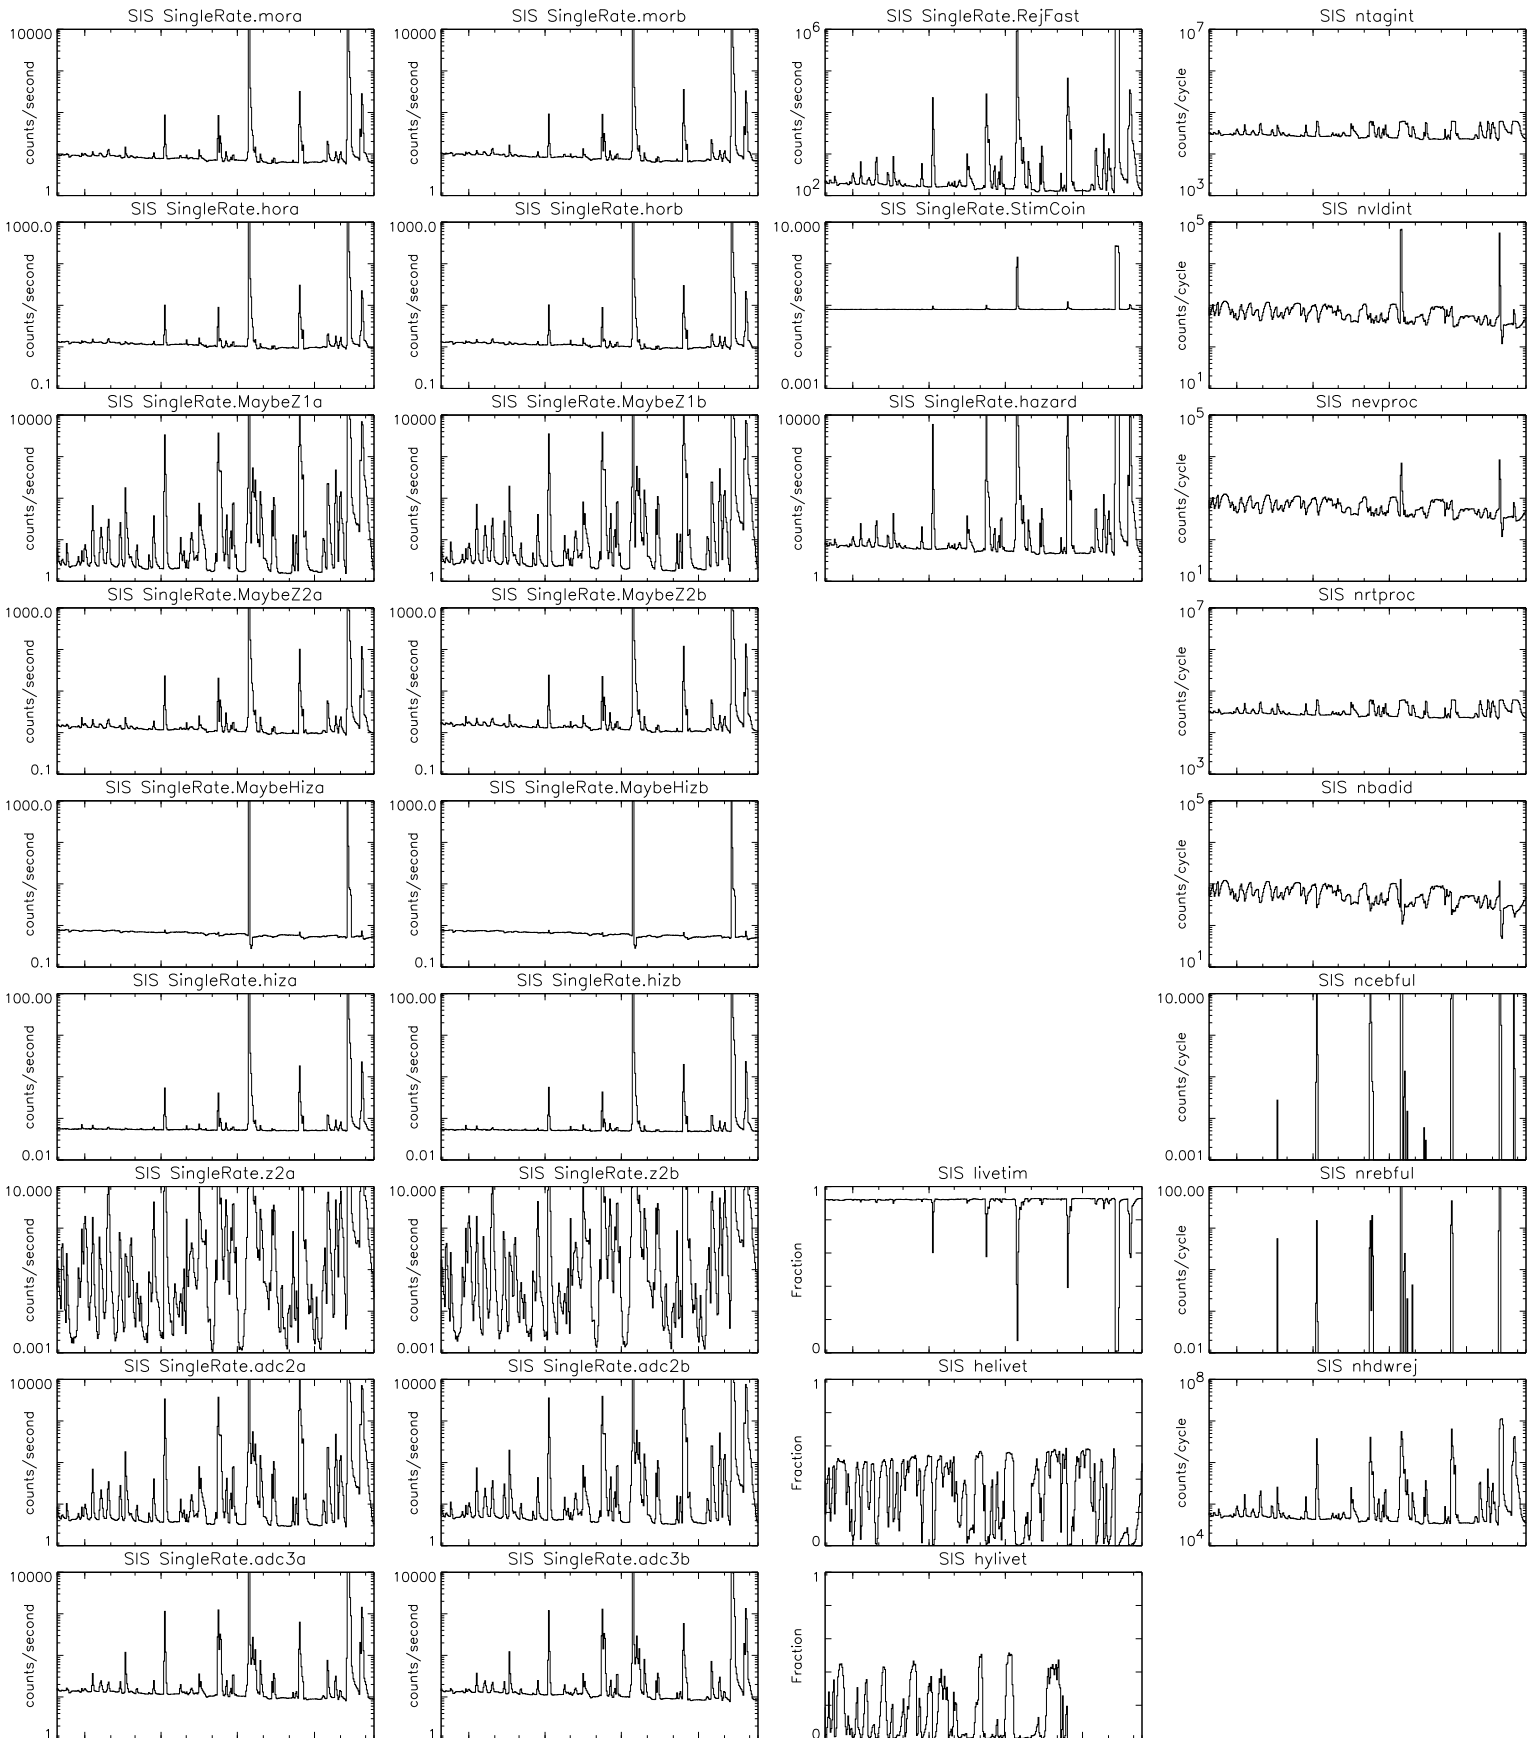 SIS SingleRate.mora
SIS SingleRate.morb
SIS SingleRate.RejFast
SIS ntagint
10000
1
counts/second
10000
1
counts/second
10^6
10^2
counts/second
10^7
10^3
counts/cycle
SIS SingleRate.hora
SIS SingleRate.horb
SIS SingleRate.StimCoin
SIS nvldint
1000.0
0.1
counts/second
1000.0
0.1
counts/second
10.000
0.001
counts/second
10^5
10^1
counts/cycle
SIS SingleRate.MaybeZ1a
SIS SingleRate.MaybeZ1b
SIS SingleRate.hazard
SIS nevproc
10000
1
counts/second
10000
1
counts/second
10000
1
counts/second
10^5
10^1
counts/cycle
SIS SingleRate.MaybeZ2a
SIS SingleRate.MaybeZ2b
SIS nrtproc
1000.0
0.1
counts/second
1000.0
0.1
counts/second
10^7
10^3
counts/cycle
SIS SingleRate.MaybeHiza
SIS SingleRate.MaybeHizb
SIS nbadid
1000.0
0.1
counts/second
1000.0
0.1
counts/second
10^5
10^1
counts/cycle
SIS SingleRate.hiza
SIS SingleRate.hizb
SIS ncebful
100.00
0.01
counts/second
100.00
0.01
counts/second
10.000
0.001
counts/cycle
SIS SingleRate.z2a
SIS SingleRate.z2b
SIS livetim
SIS nrebful
10.000
0.001
counts/second
10.000
0.001
counts/second
1
0
Fraction
100.00
0.01
counts/cycle
SIS SingleRate.adc2a
SIS SingleRate.adc2b
SIS helivet
SIS nhdwrej
10000
1
counts/second
10000
1
counts/second
1
0
Fraction
10^8
10^4
counts/cycle
SIS SingleRate.adc3a
SIS SingleRate.adc3b
SIS hylivet
10000
1
counts/second
10000
1
counts/second
1
0
Fraction